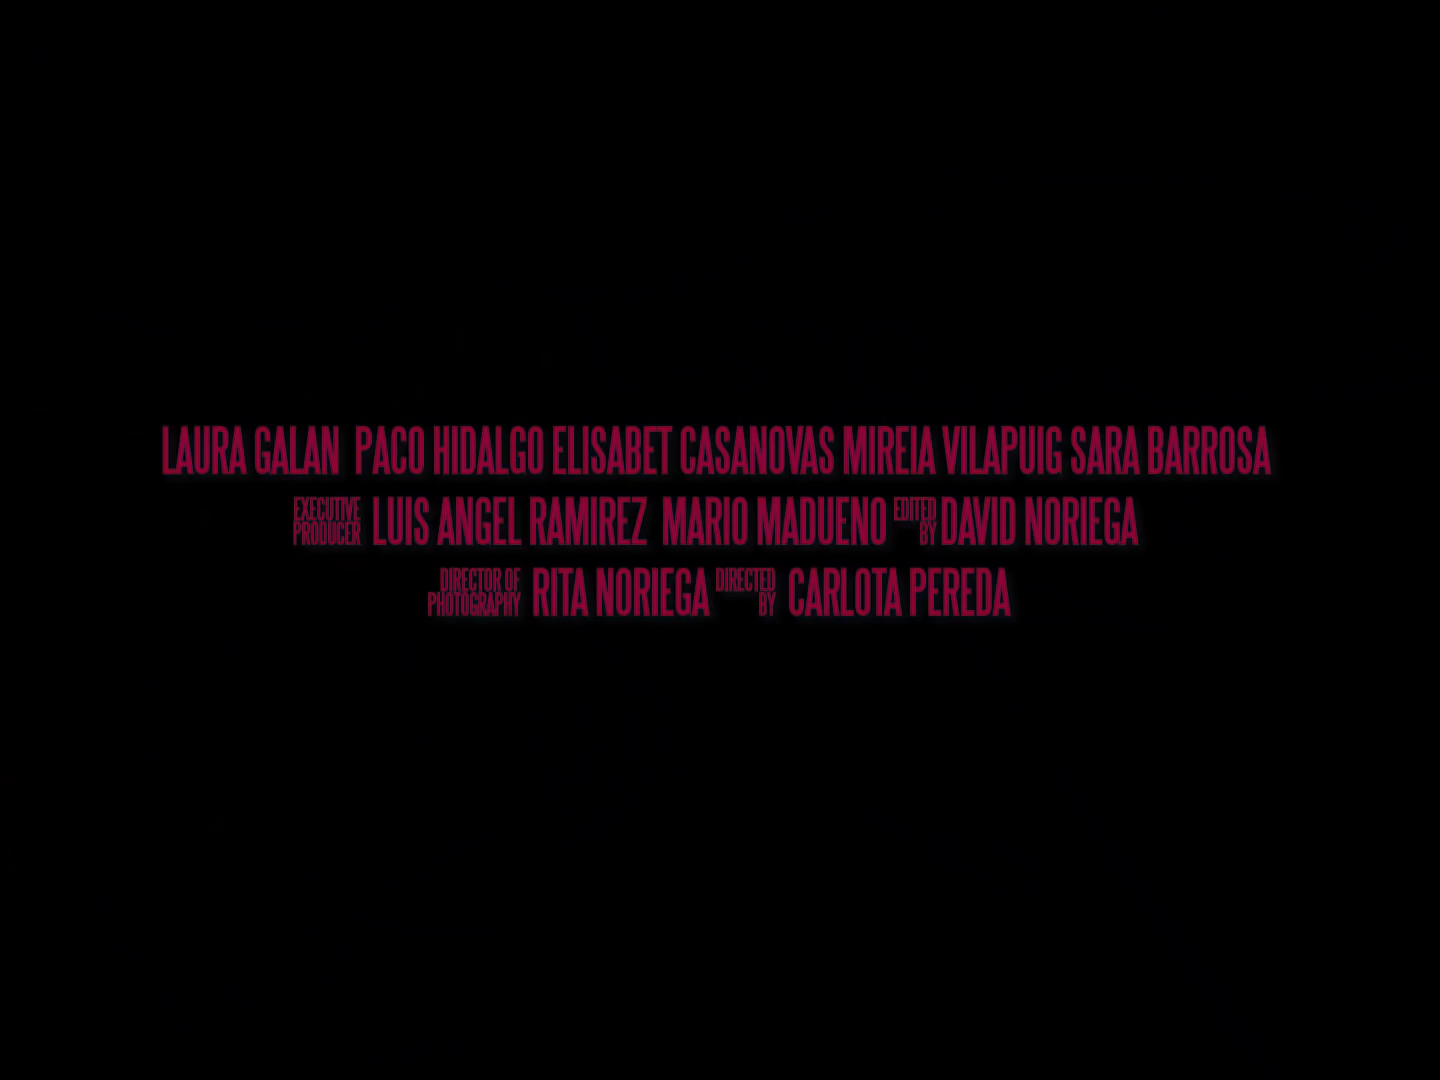 LAURA GALAN PACO HIDALGO ELISABET CASANOVAS MIREIA VILAPUIG SARA BARROSA
EXECUTIVE PRODUCER LUIS ANGEL RAMIREZ MARIO MADUENO EDITED BY DAVID NORIEGA
DIRECTOR OF PHOTOGRAPHY RITA NORIEGA DIRECTED BY CARLOTA PEREDA